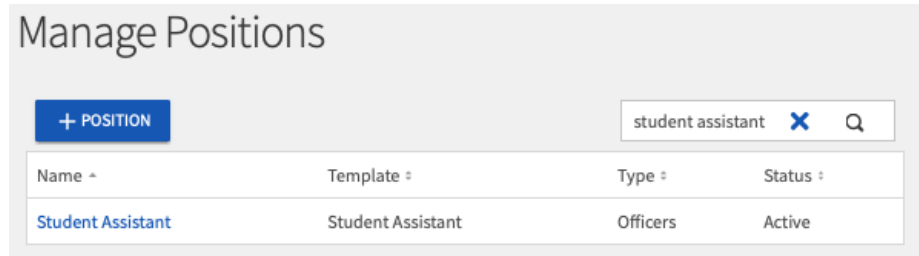 Manage Positions
+ POSITION
student assistant
Name Template Type Status
Student Assistant Student Assistant Officers Active